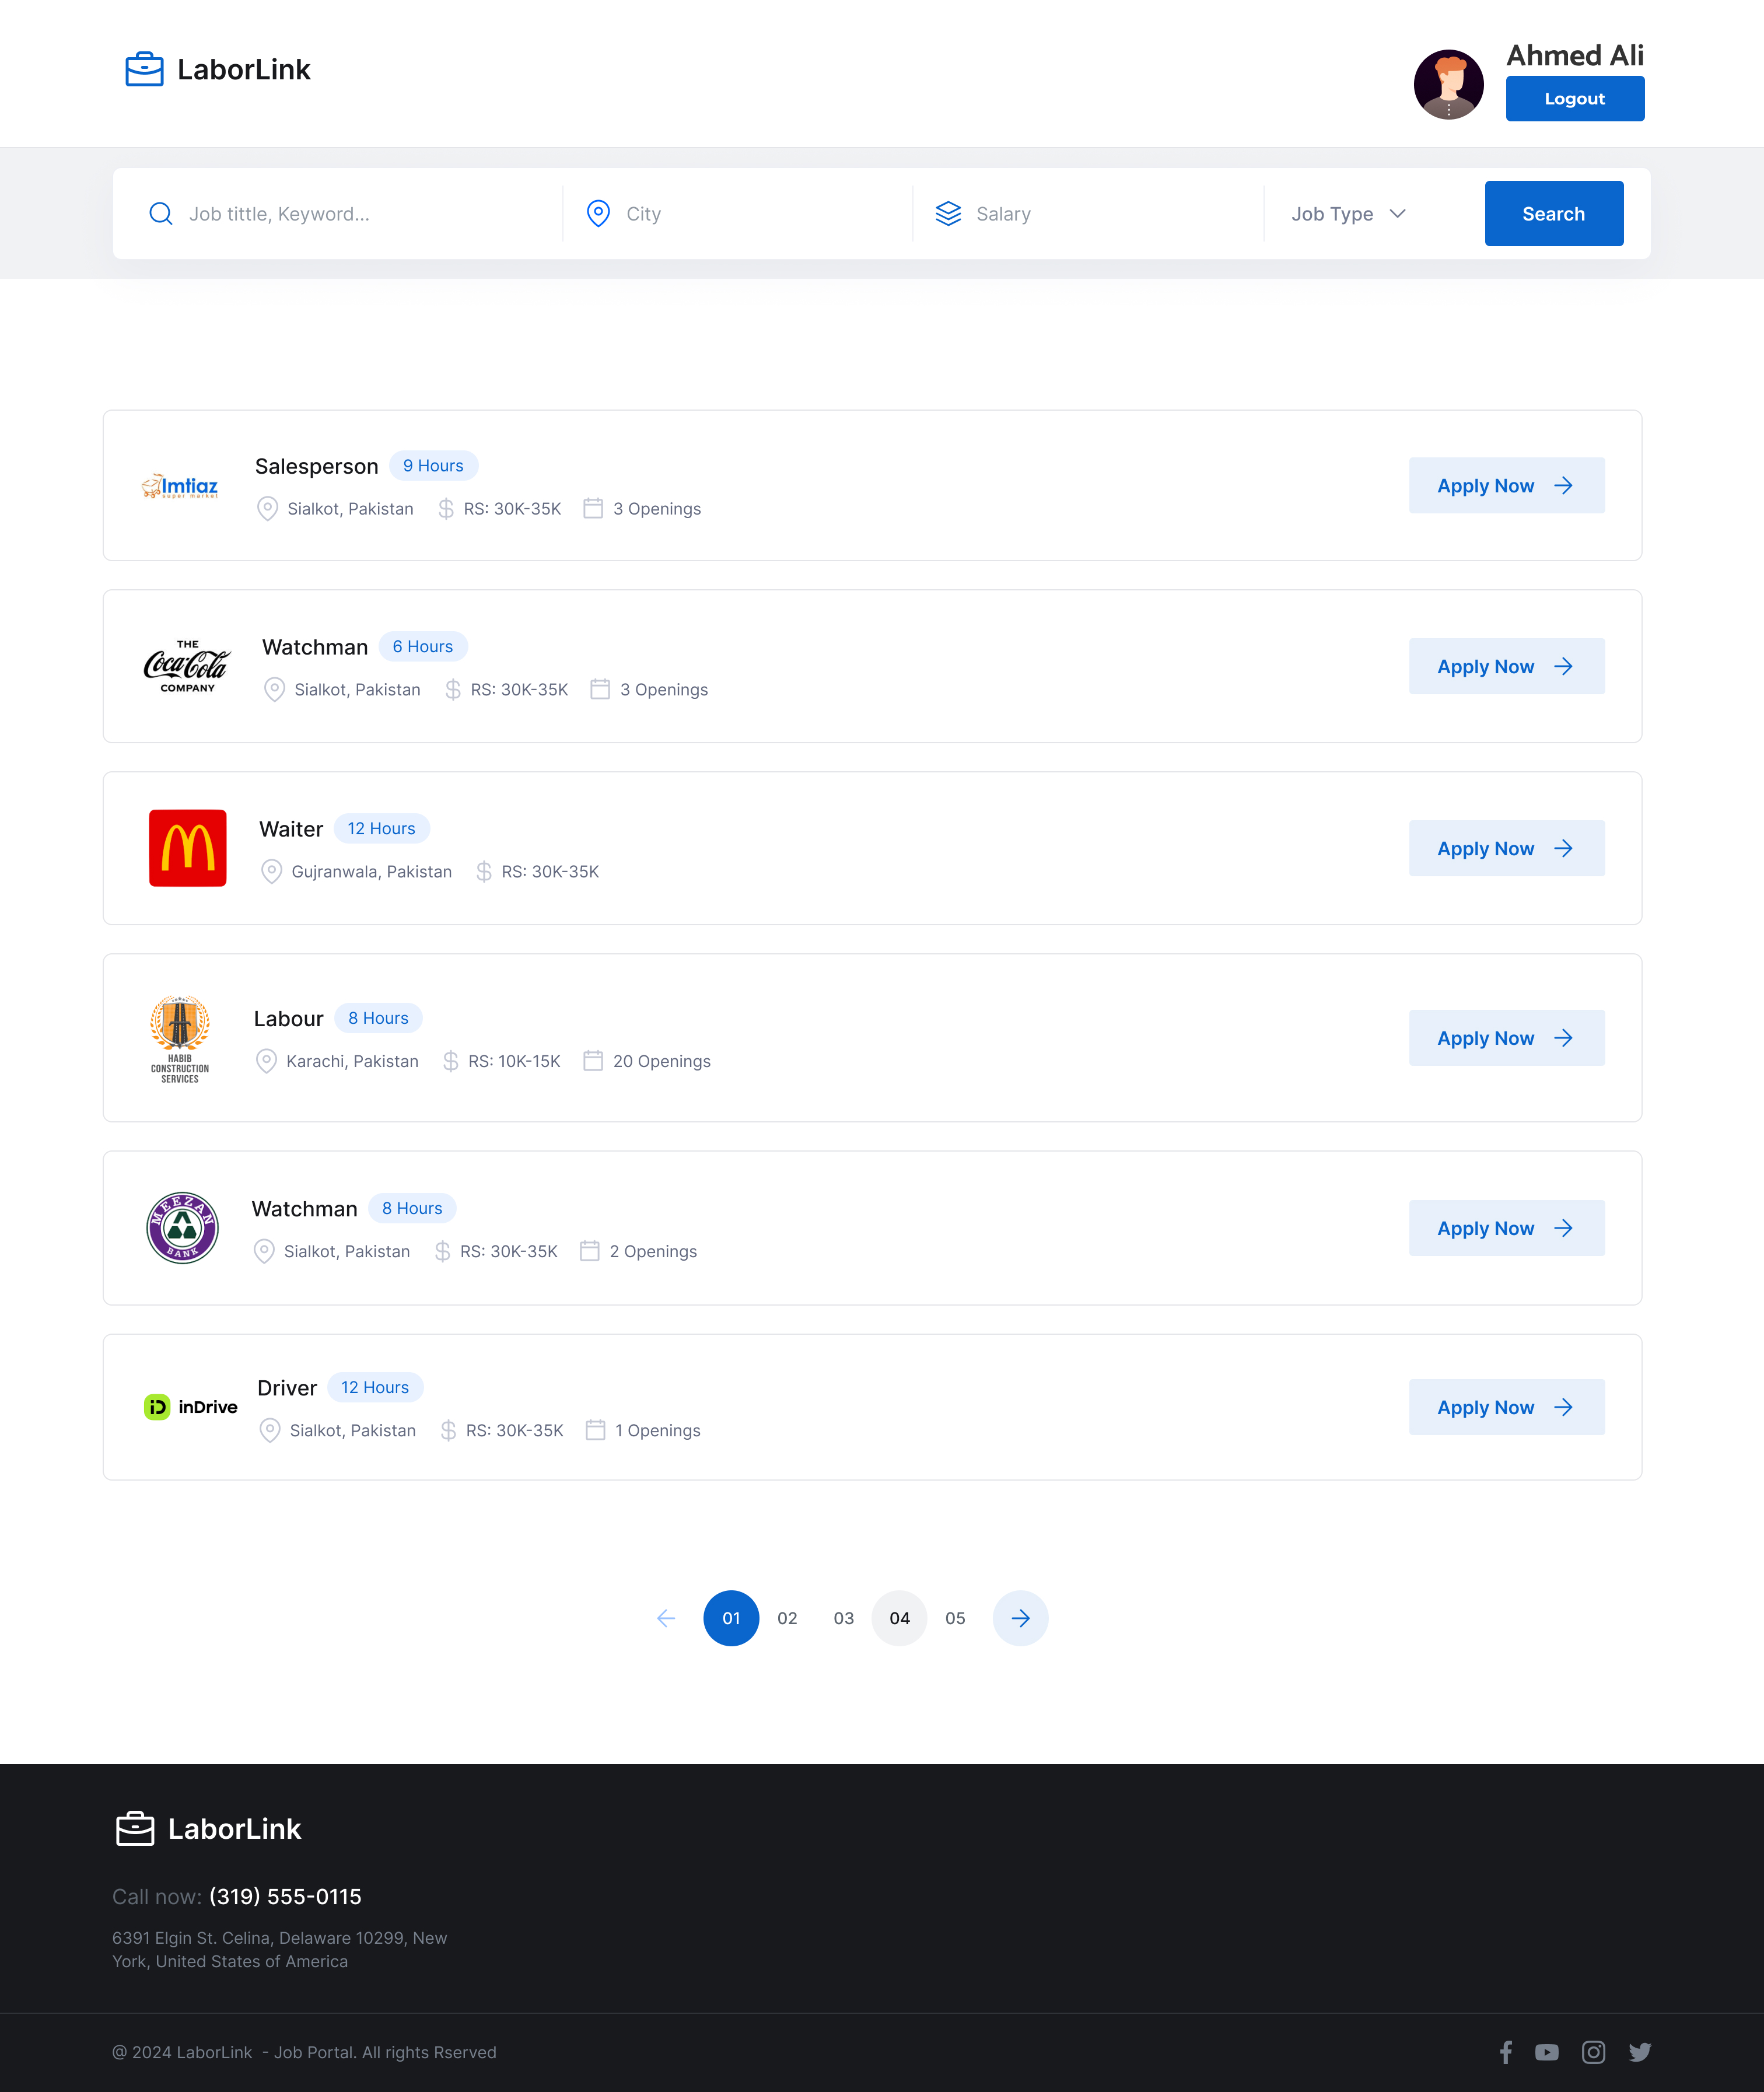 LaborLink
Ahmed Ali
Logout
Job tittle, Keyword...
City
Salary
Job Type
Search
Imtiaz
super market
Salesperson
9 Hours
Sialkot, Pakistan
RS: 30K-35K
3 Openings
Apply Now
THE
Coca-Cola
COMPANY
Watchman
6 Hours
Sialkot, Pakistan
RS: 30K-35K
3 Openings
Apply Now
Waiter
12 Hours
Gujranwala, Pakistan
RS: 30K-35K
Apply Now
HABIB
CONSTRUCTION
SERVICES
Labour
8 Hours
Karachi, Pakistan
RS: 10K-15K
20 Openings
Apply Now
MEEZAN
BANK
Watchman
8 Hours
Sialkot, Pakistan
RS: 30K-35K
2 Openings
Apply Now
iD inDrive
Driver
12 Hours
Sialkot, Pakistan
RS: 30K-35K
1 Openings
Apply Now
01
02
03
04
05
LaborLink
Call now: (319) 555-0115
6391 Elgin St. Celina, Delaware 10299, New
York, United States of America
@ 2024 LaborLink - Job Portal. All rights Rserved